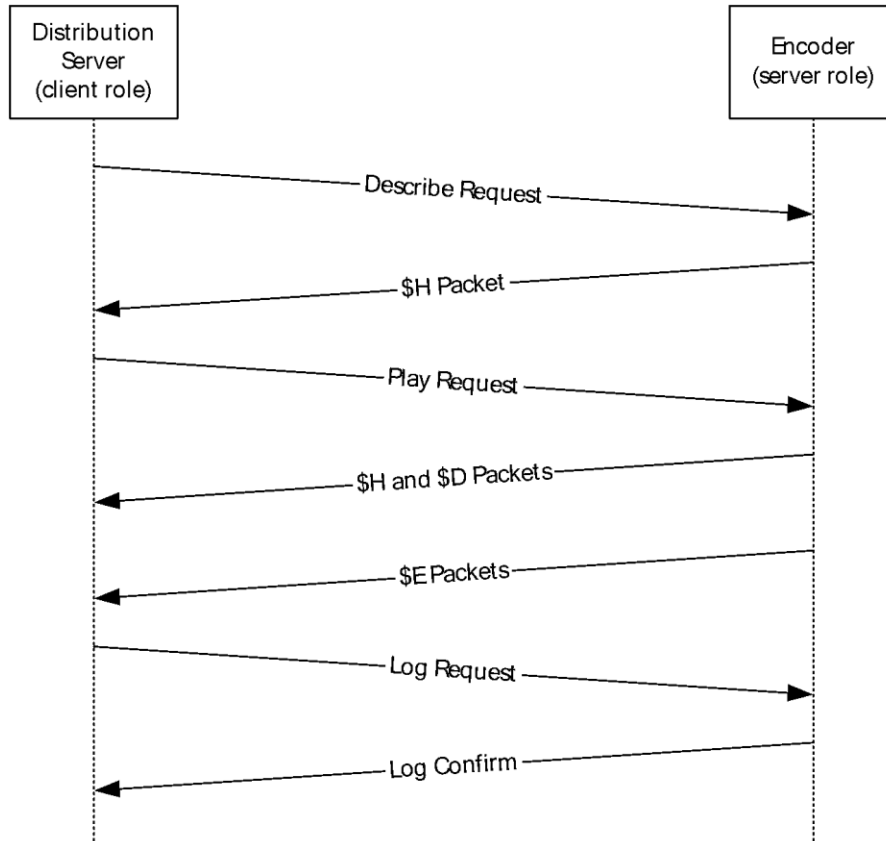 Distribution
Server
(client role)
Encoder
(server role)
Describe Request
$H Packet
Play Request
$H and $D Packets
$E Packets
Log Request
Log Confirm